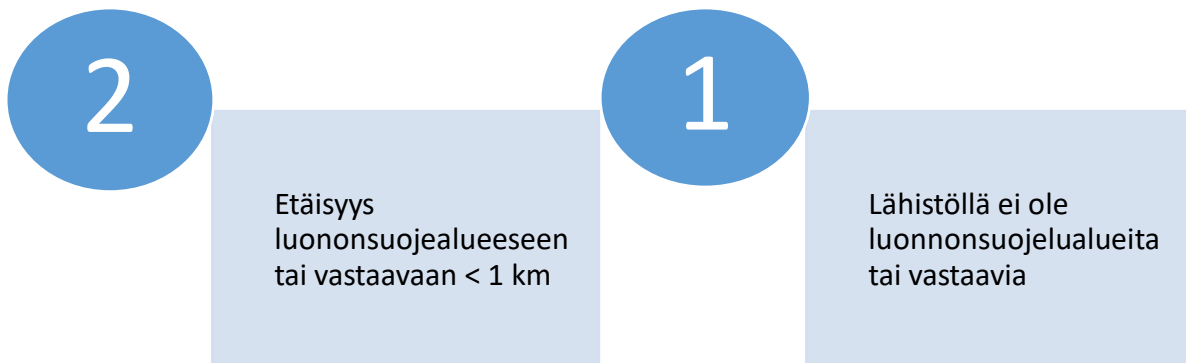 2
Etäisyys
luononsuojealueeseen
tai vastaavaan < 1 km
1
Lähistöllä ei ole
luonnonsuojelualueita
tai vastaavia